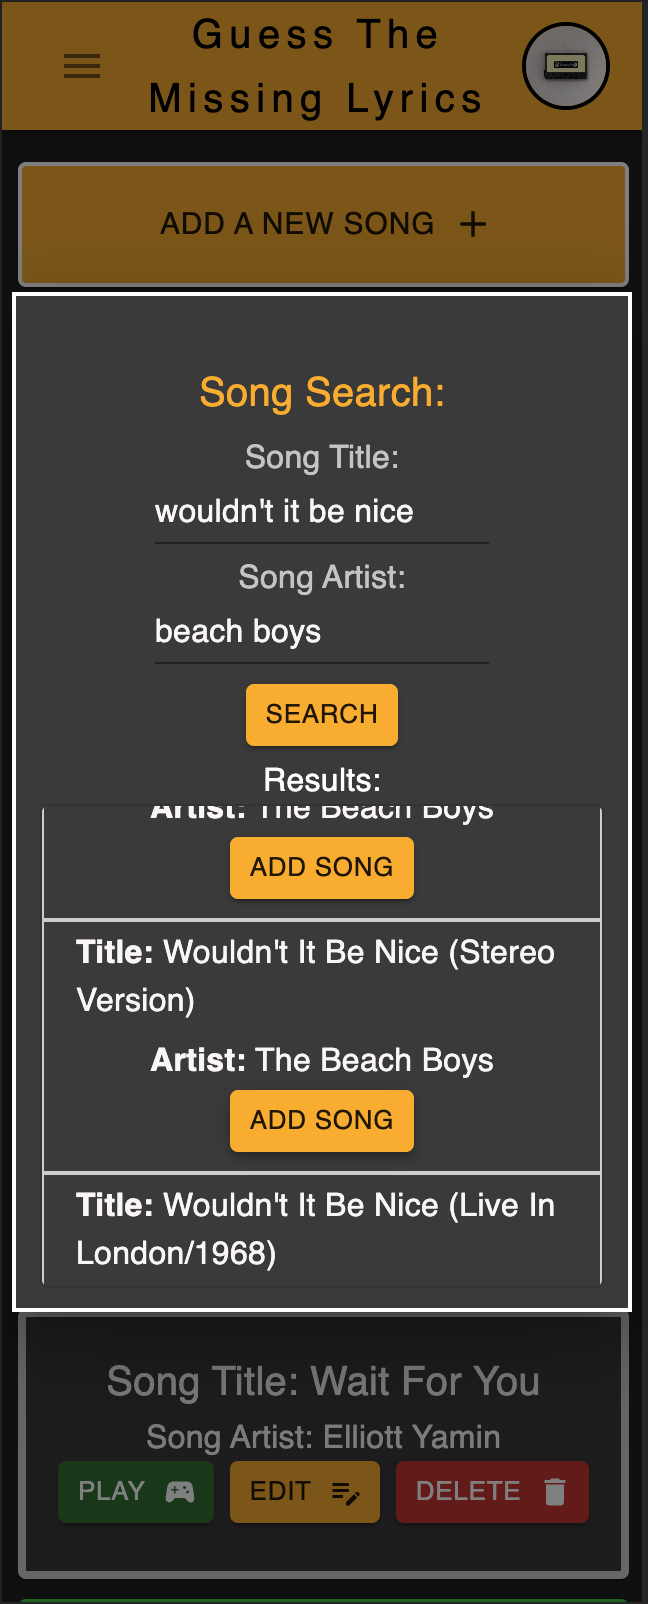 Guess The
Missing Lyrics
ADD A NEW SONG
Song Search:
Song Title:
wouldn't it be nice
Song Artist:
beach boys
SEARCH
Results:
Artist: The Beach Boys
ADD SONG
Title: Wouldn't It Be Nice (Stereo
Version)
Artist: The Beach Boys
ADD SONG
Title: Wouldn't It Be Nice (Live In
London/1968)
Song Title: Wait For You
Song Artist: Elliott Yamin
PLAY EDIT DELETE